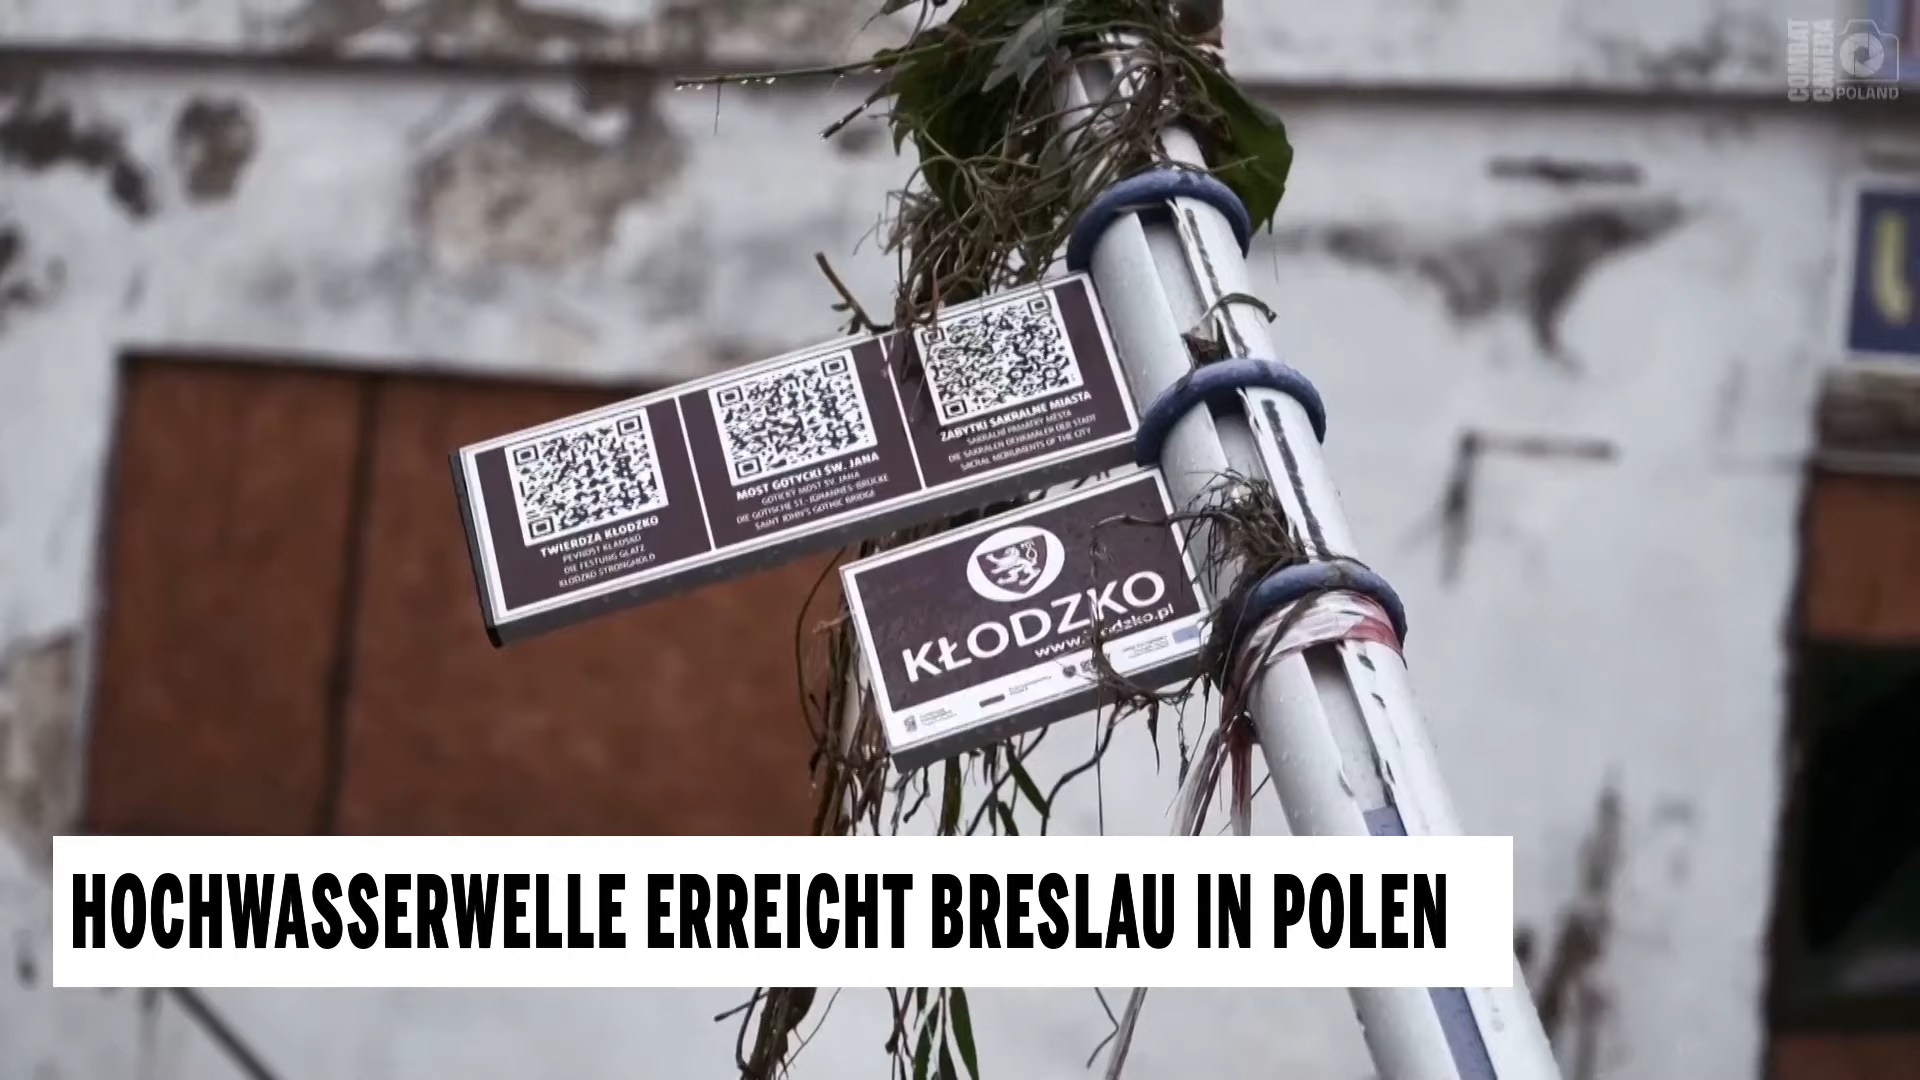 COMBAT
CAMERA
POLAND
ZABYTKI SAKRALNE MIASTA
SAKRÁLNÍ PAMÁTKY MĚSTA
DIE SAKRALEN DENKMÄLER DER STADT
SACRAL MONUMENTS OF THE CITY
MOST GOTYCKI ŚW. JANA
GOTICKÝ MOST SV. JANA
DIE GOTISCHE ST.-JOHANNES-BRÜCKE
SAINT JOHN'S GOTHIC BRIDGE
TWIERDZA KŁODZKO
PEVNOST KLADSKO
DIE FESTUNG GLATZ
KŁODZKO STRONGHOLD
KŁODZKO
HOCHWASSERWELLE ERREICHT BRESLAU IN POLEN